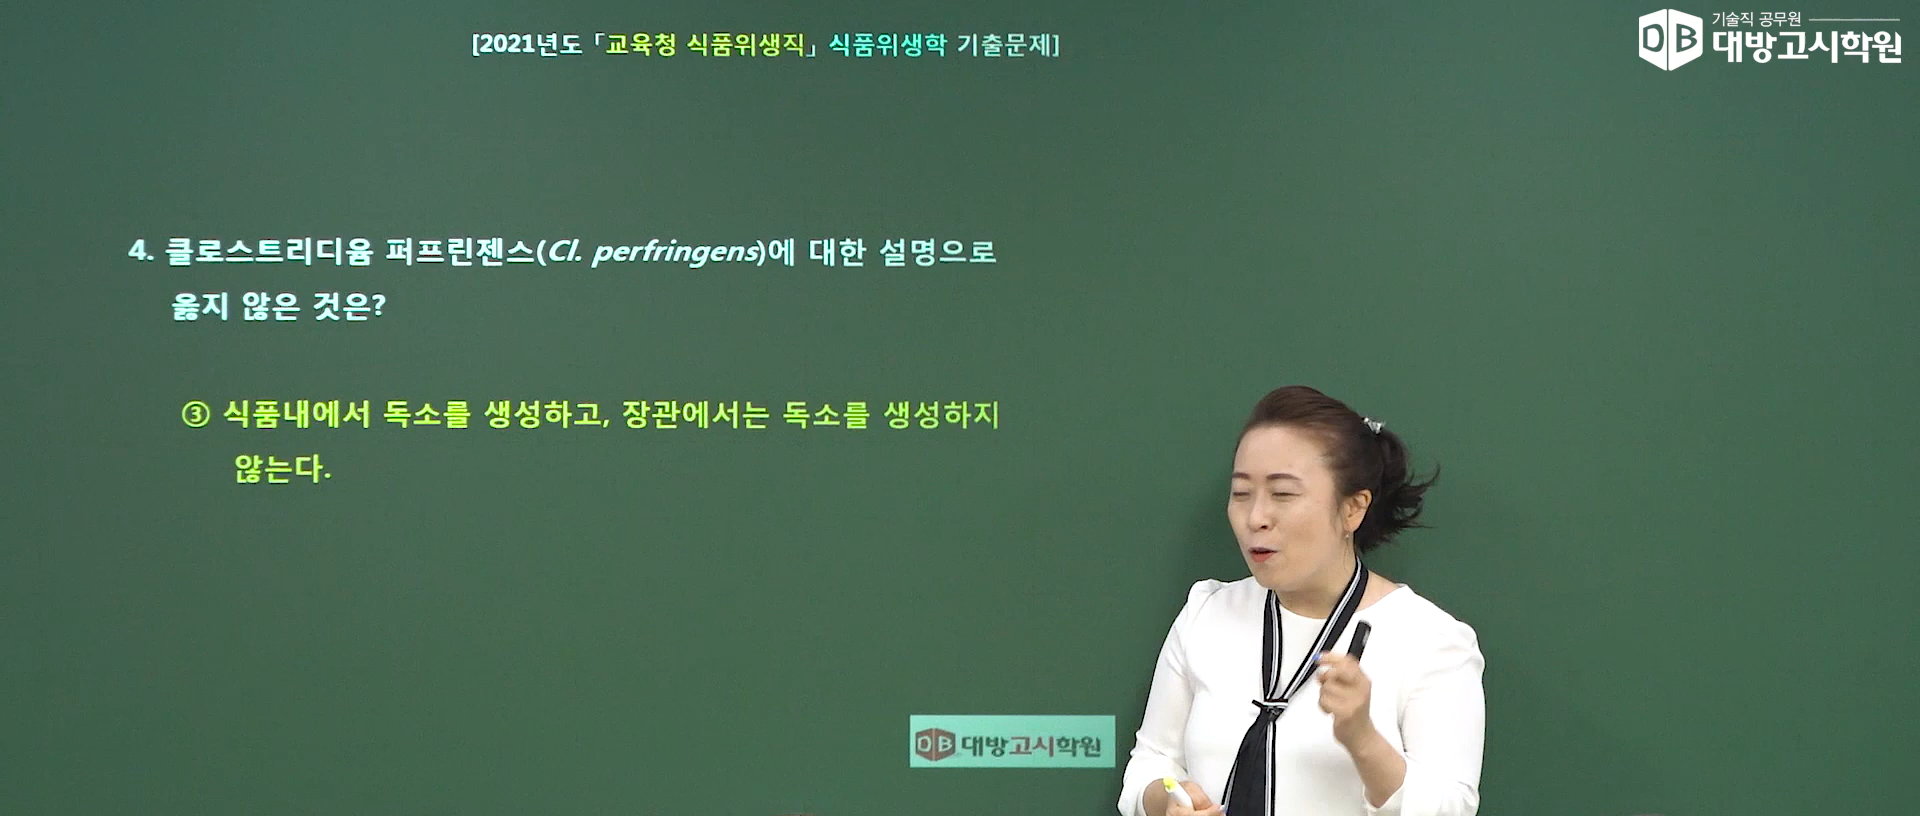 [2021년도 「교육청 식품위생직」 식품위생학 기출문제]
기술직 공무원
DB 대방고시학원
4. 클로스트리디움 퍼프린젠스(Cl. perfringens)에 대한 설명으로
옳지 않은 것은?
③ 식품내에서 독소를 생성하고, 장관에서는 독소를 생성하지
않는다.
DB 대방고시학원